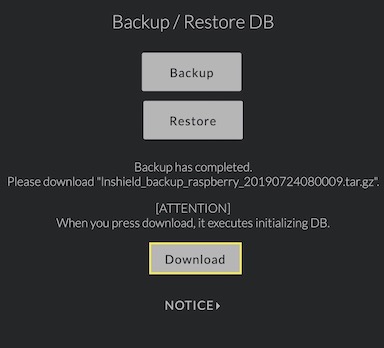 Backup / Restore DB
Backup
Restore
Backup has completed.
Please download "Inshield_backup_raspberry_20190724080009.tar.gz".
[ATTENTION]
When you press download, it executes initializing DB.
Download
NOTICE